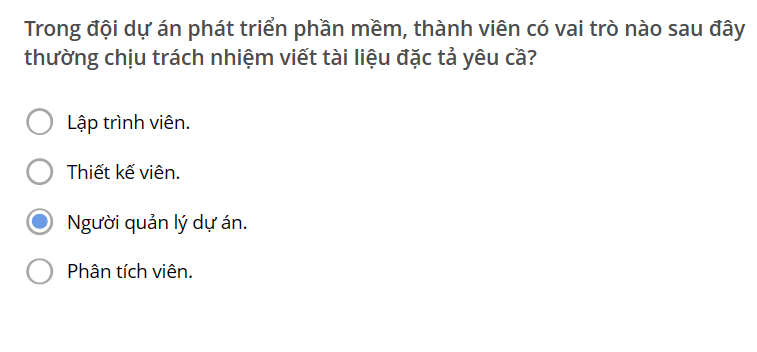 Trong đội dự án phát triển phần mềm, thành viên có vai trò nào sau đây
thường chịu trách nhiệm viết tài liệu đặc tả yêu cầ?
Lập trình viên.
Thiết kế viên.
Người quản lý dự án.
Phân tích viên.